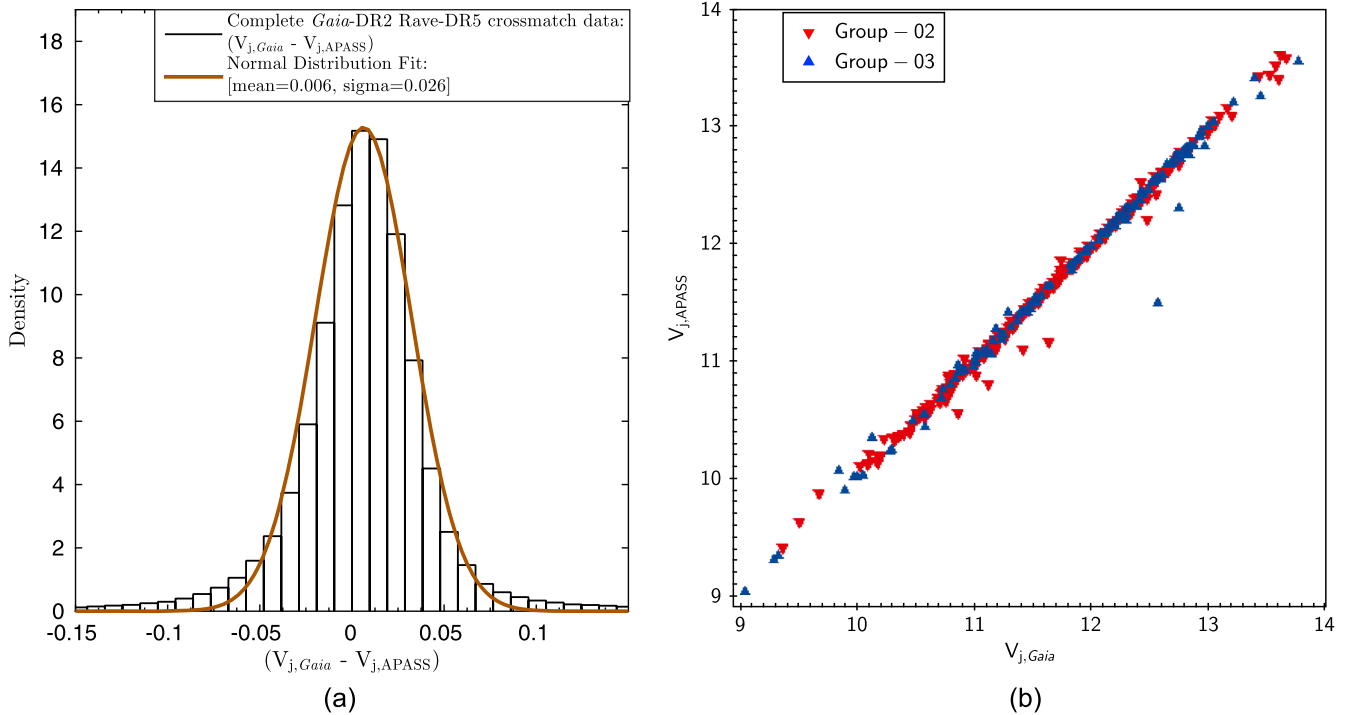 Complete Gaia-DR2 Rave-DR5 crossmatch data:
(Vj,Gaia - Vj,APASS)
Normal Distribution Fit:
[mean=0.006, sigma=0.026]
18
16
14
12
10
8
6
4
2
0
Density
-0.15
-0.1
-0.05
0
0.05
0.1
(Vj,Gaia - Vj,APASS)
(a)
Group – 02
Group – 03
14
13
12
11
10
9
Vj,APASS
9
10
11
12
13
14
Vj,Gaia
(b)